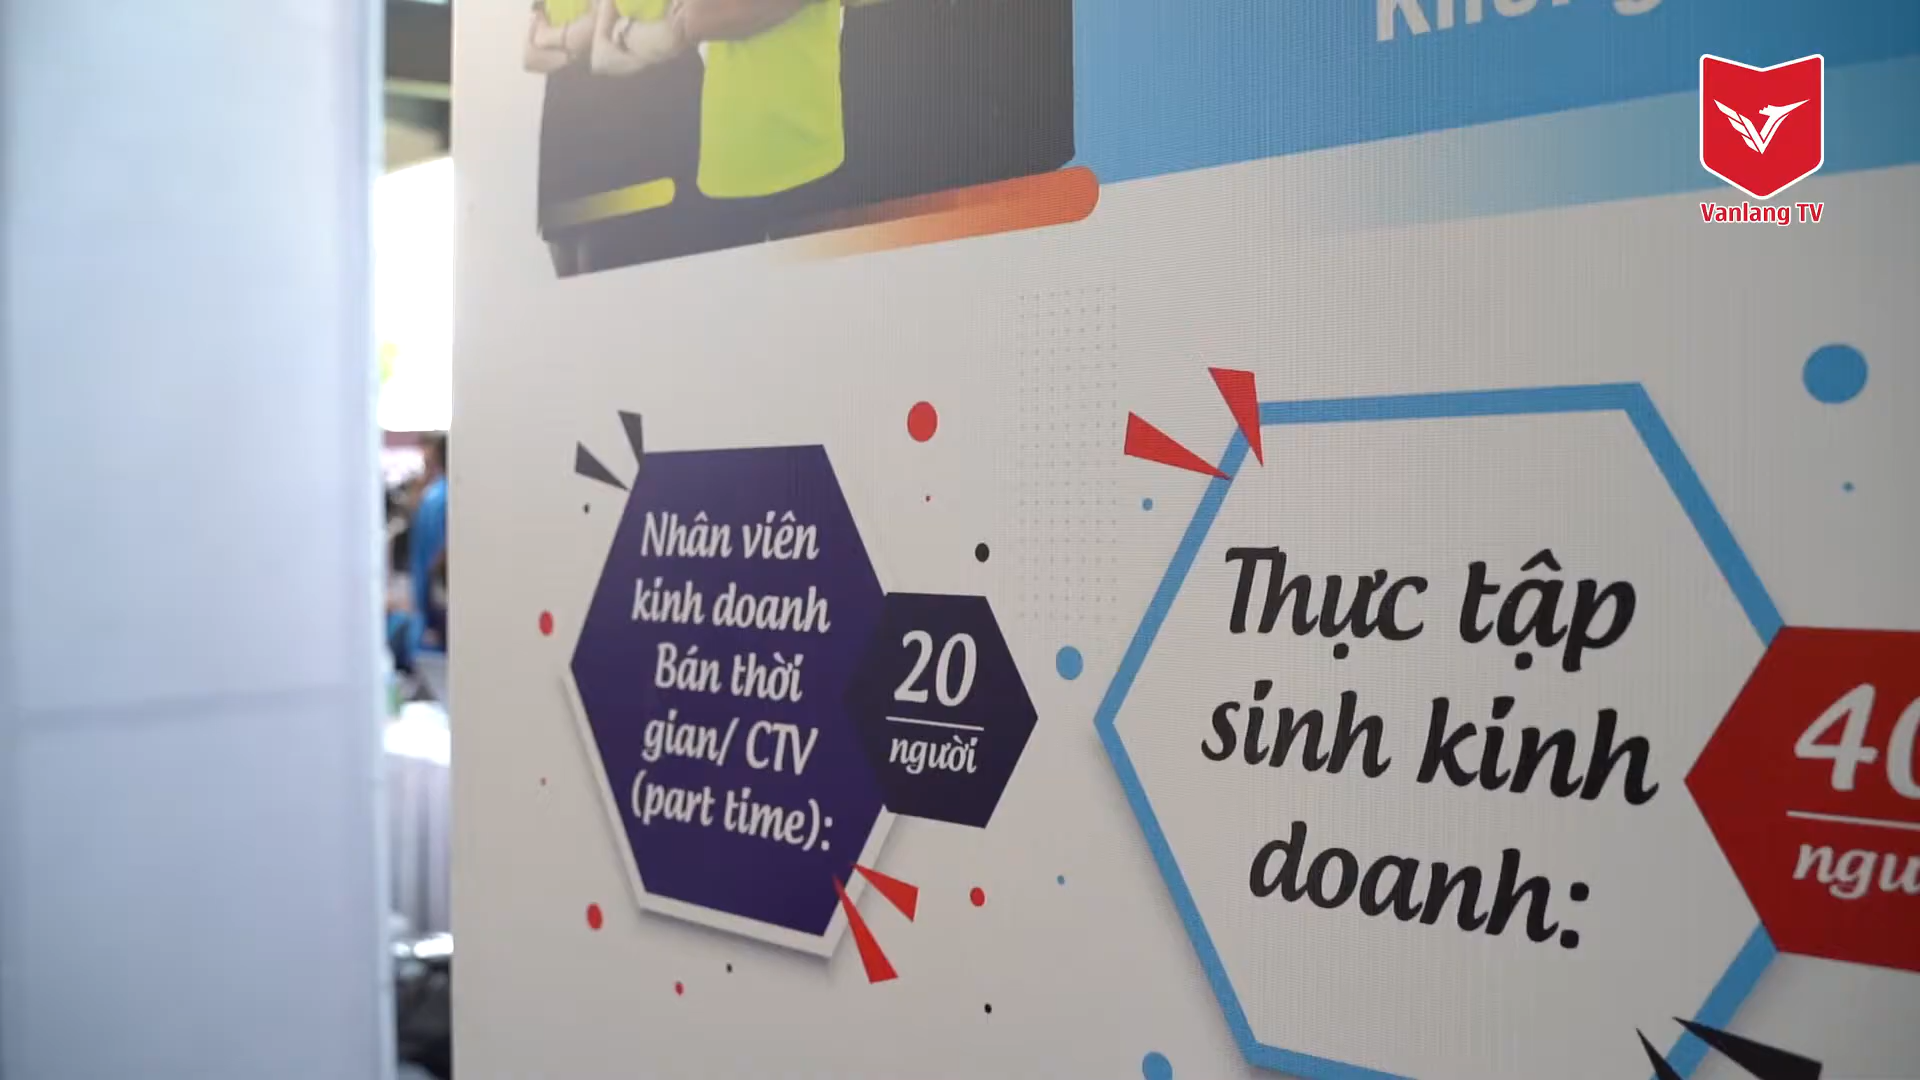 Vanlang TV
Nhân viên
kinh doanh
Bán thời
gian/ CTV
(part time):
20
người
Thực tập
sinh kinh
doanh:
40